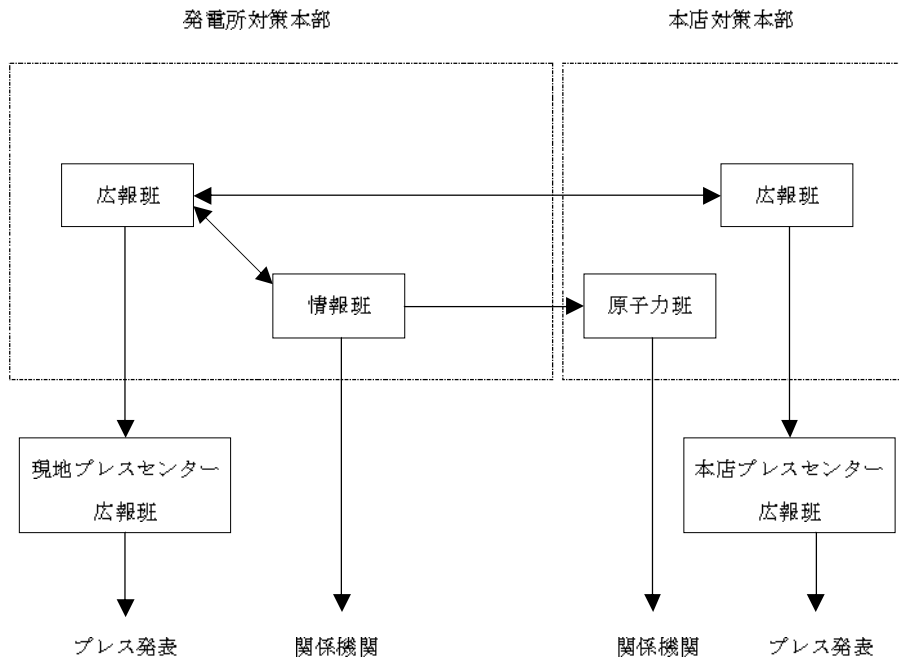 発電所対策本部
本店対策本部
広報班
広報班
情報班
原子力班
現地プレスセンター
広報班
本店プレスセンター
広報班
プレス発表
関係機関
関係機関
プレス発表